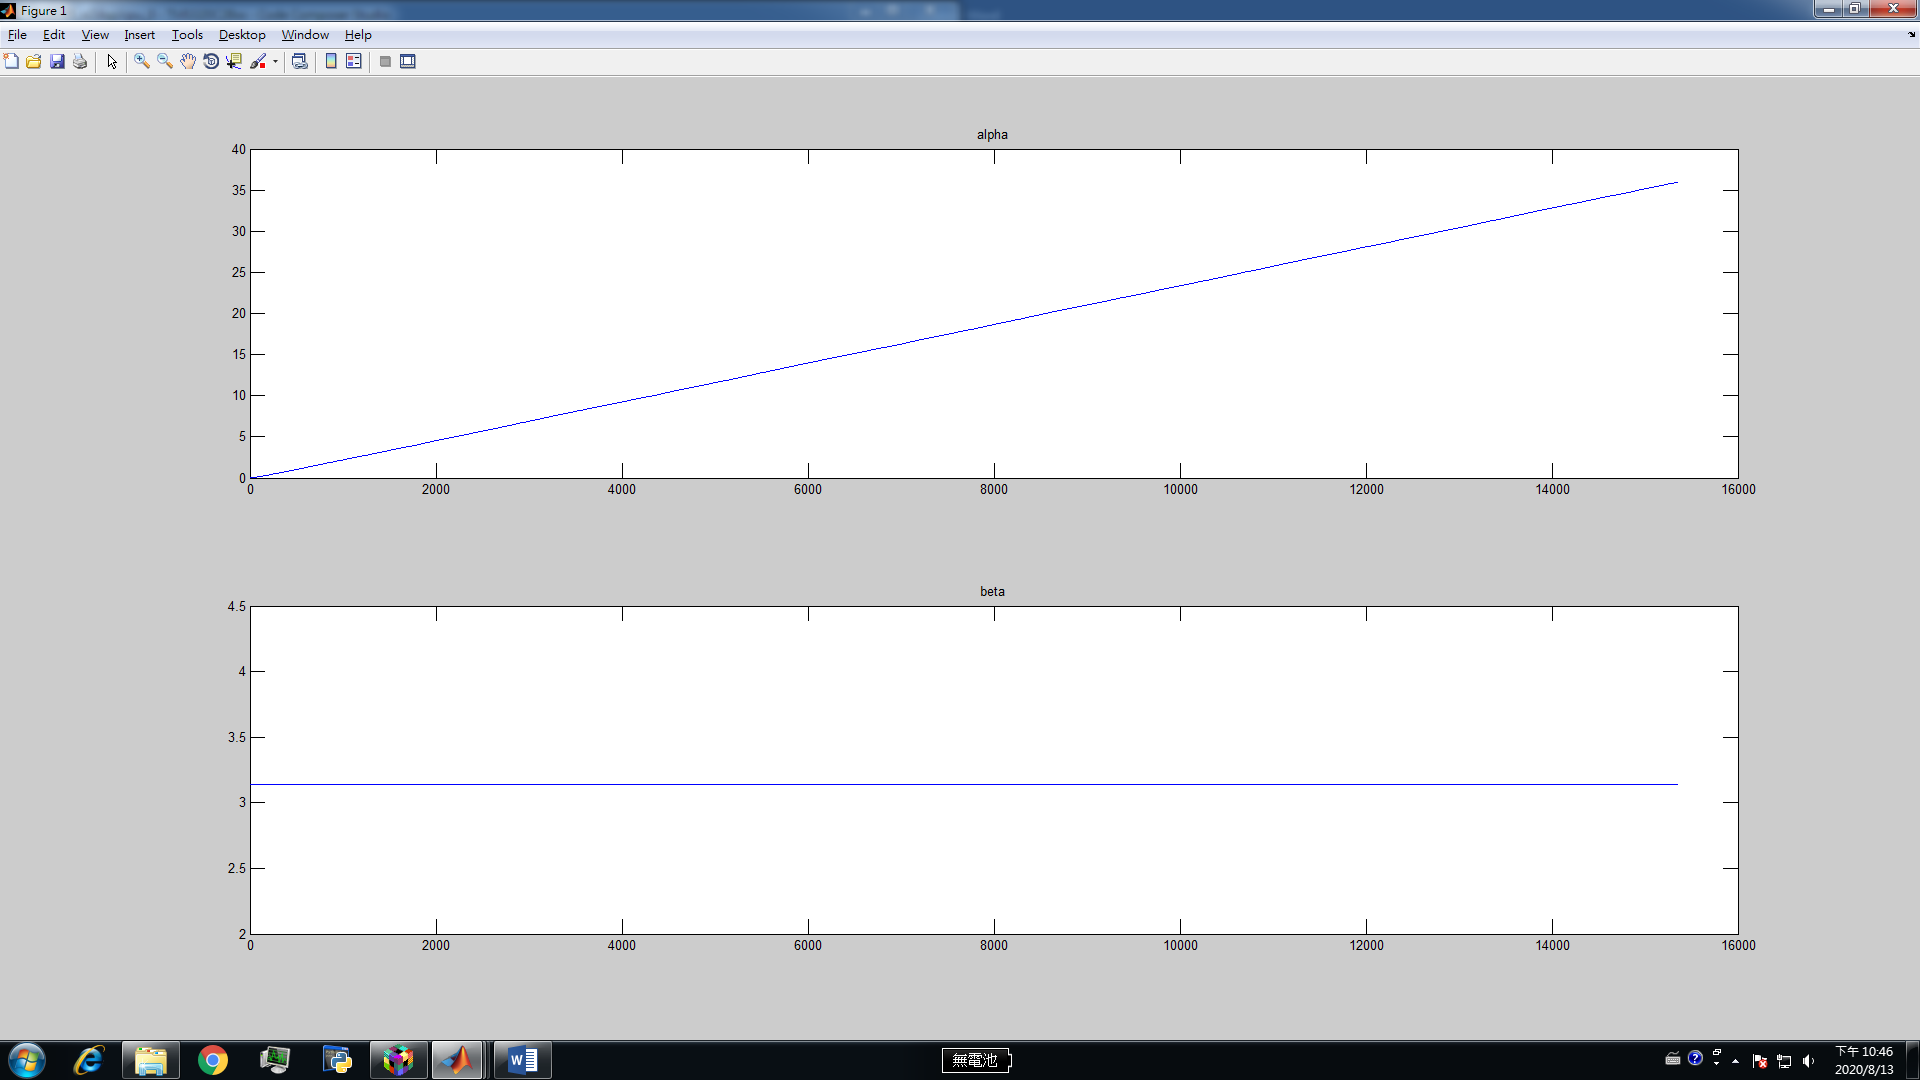 Figure 1
File Edit View Insert Tools Desktop Window Help
alpha
40
35
30
25
20
15
10
5
0
0 2000 4000 6000 8000 10000 12000 14000 16000
beta
4.5
4
3.5
3
2.5
2
0 2000 4000 6000 8000 10000 12000 14000 16000
無電池
下午 10:46
2020/8/13